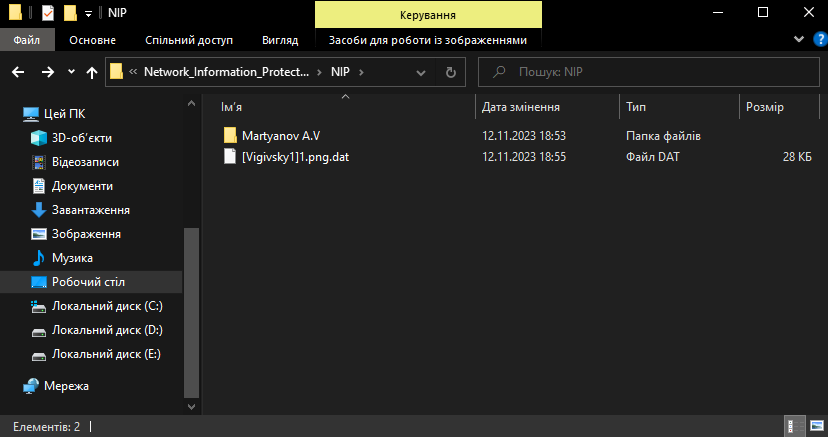 NIP
Керування
Файл Основне Спільний доступ Вигляд Засоби для роботи із зображеннями
« Network_Information_Protect... › NIP › Пошук: NIP
Ім’я Дата змінення Тип Розмір
Martyanov A.V 12.11.2023 18:53 Папка файлів
[Vigivsky1]1.png.dat 12.11.2023 18:55 Файл DAT 28 КБ
Цей ПК
3D-об’єкти
Відеозаписи
Документи
Завантаження
Зображення
Музика
Робочий стіл
Локальний диск (C:)
Локальний диск (D:)
Локальний диск (E:)
Мережа
Елементів: 2